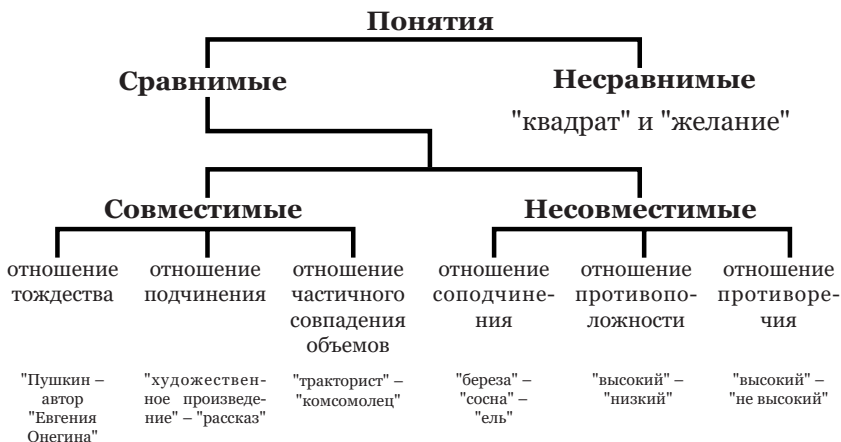 Понятия
Сравнимые
Несравнимые
"квадрат" и "желание"
Совместимые
Несовместимые
отношение
тождества
отношение
подчинения
отношение
частичного
совпадения
объемов
отношение
соподчине-
ния
отношение
противопо-
ложности
отношение
противоре-
чия
"Пушкин –
автор
"Евгения
Онегина"
"художествен-
ное произведе-
ние" – "рассказ"
"тракторист" –
"комсомолец"
"береза" –
"сосна" –
"ель"
"высокий" –
"низкий"
"высокий" –
"не высокий"